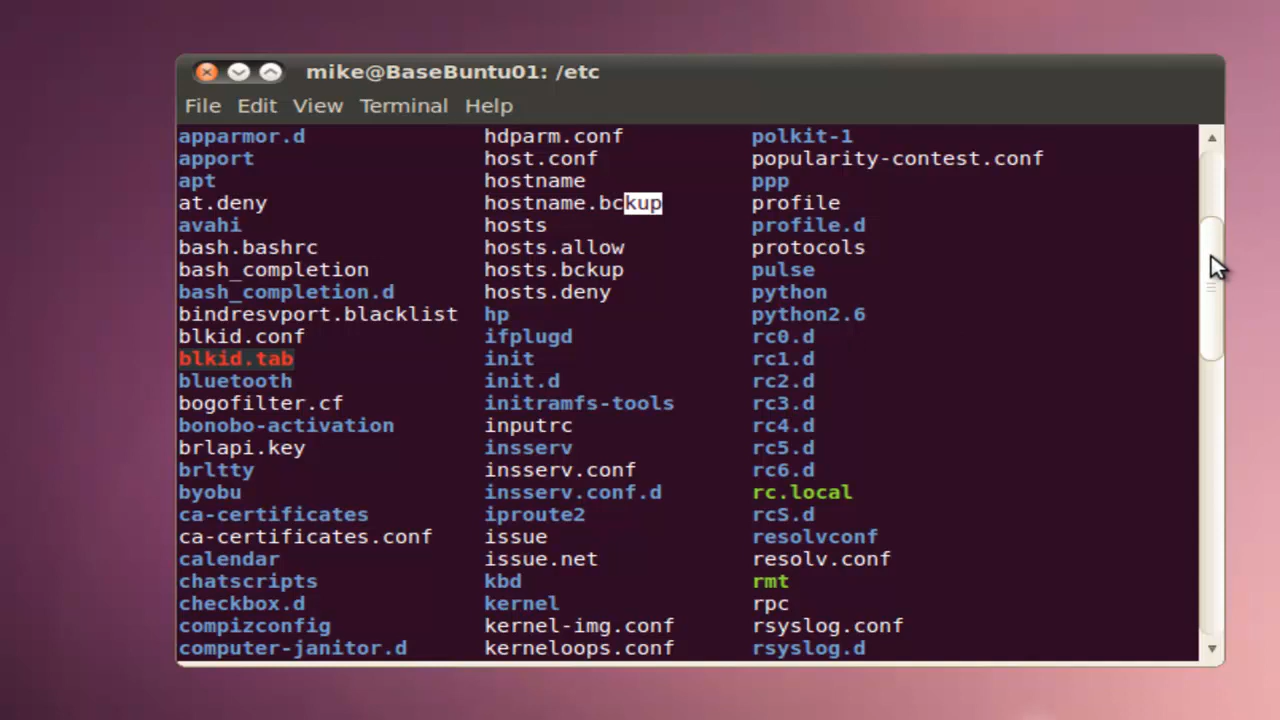 mike@BaseBuntu01: /etc
File Edit View Terminal Help
apparmor.d hdparm.conf polkit-1
apport host.conf popularity-contest.conf
apt hostname ppp
at.deny hostname.bckup profile
avahi hosts profile.d
bash.bashrc hosts.allow protocols
bash_completion hosts.bckup pulse
bash_completion.d hosts.deny python
bindresvport.blacklist hp python2.6
blkid.conf ifplugd rc0.d
blkid.tab init rc1.d
bluetooth init.d rc2.d
bogofilter.cf initramfs-tools rc3.d
bonobo-activation inputrc rc4.d
brlapi.key insserv rc5.d
brltty insserv.conf rc6.d
byobu insserv.conf.d rc.local
ca-certificates iproute2 rcS.d
ca-certificates.conf issue resolvconf
calendar issue.net resolv.conf
chatscripts kbd rmt
checkbox.d kernel rpc
compizconfig kernel-img.conf rsyslog.conf
computer-janitor.d kerneloops.conf rsyslog.d